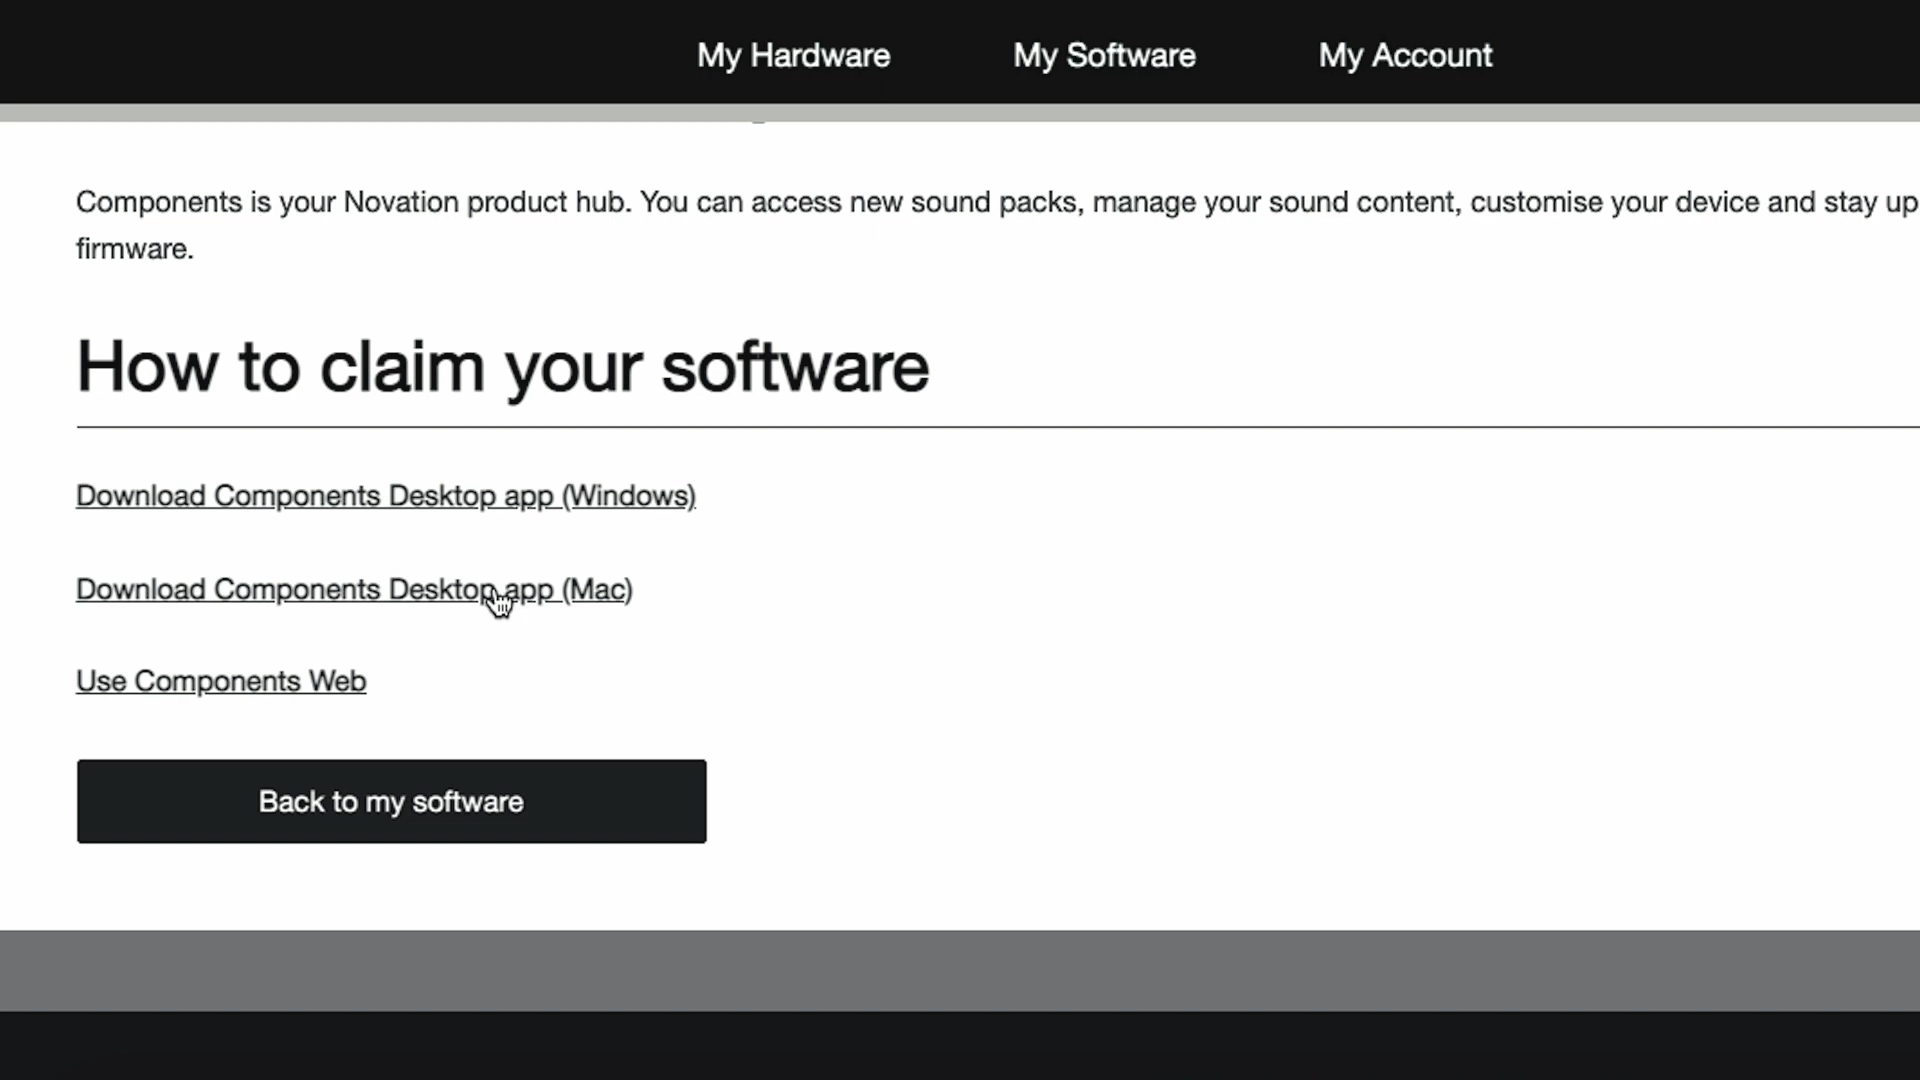 My Hardware My Software My Account
Components is your Novation product hub. You can access new sound packs, manage your sound content, customise your device and stay up
firmware.
How to claim your software
Download Components Desktop app (Windows)
Download Components Desktop app (Mac)
Use Components Web
Back to my software